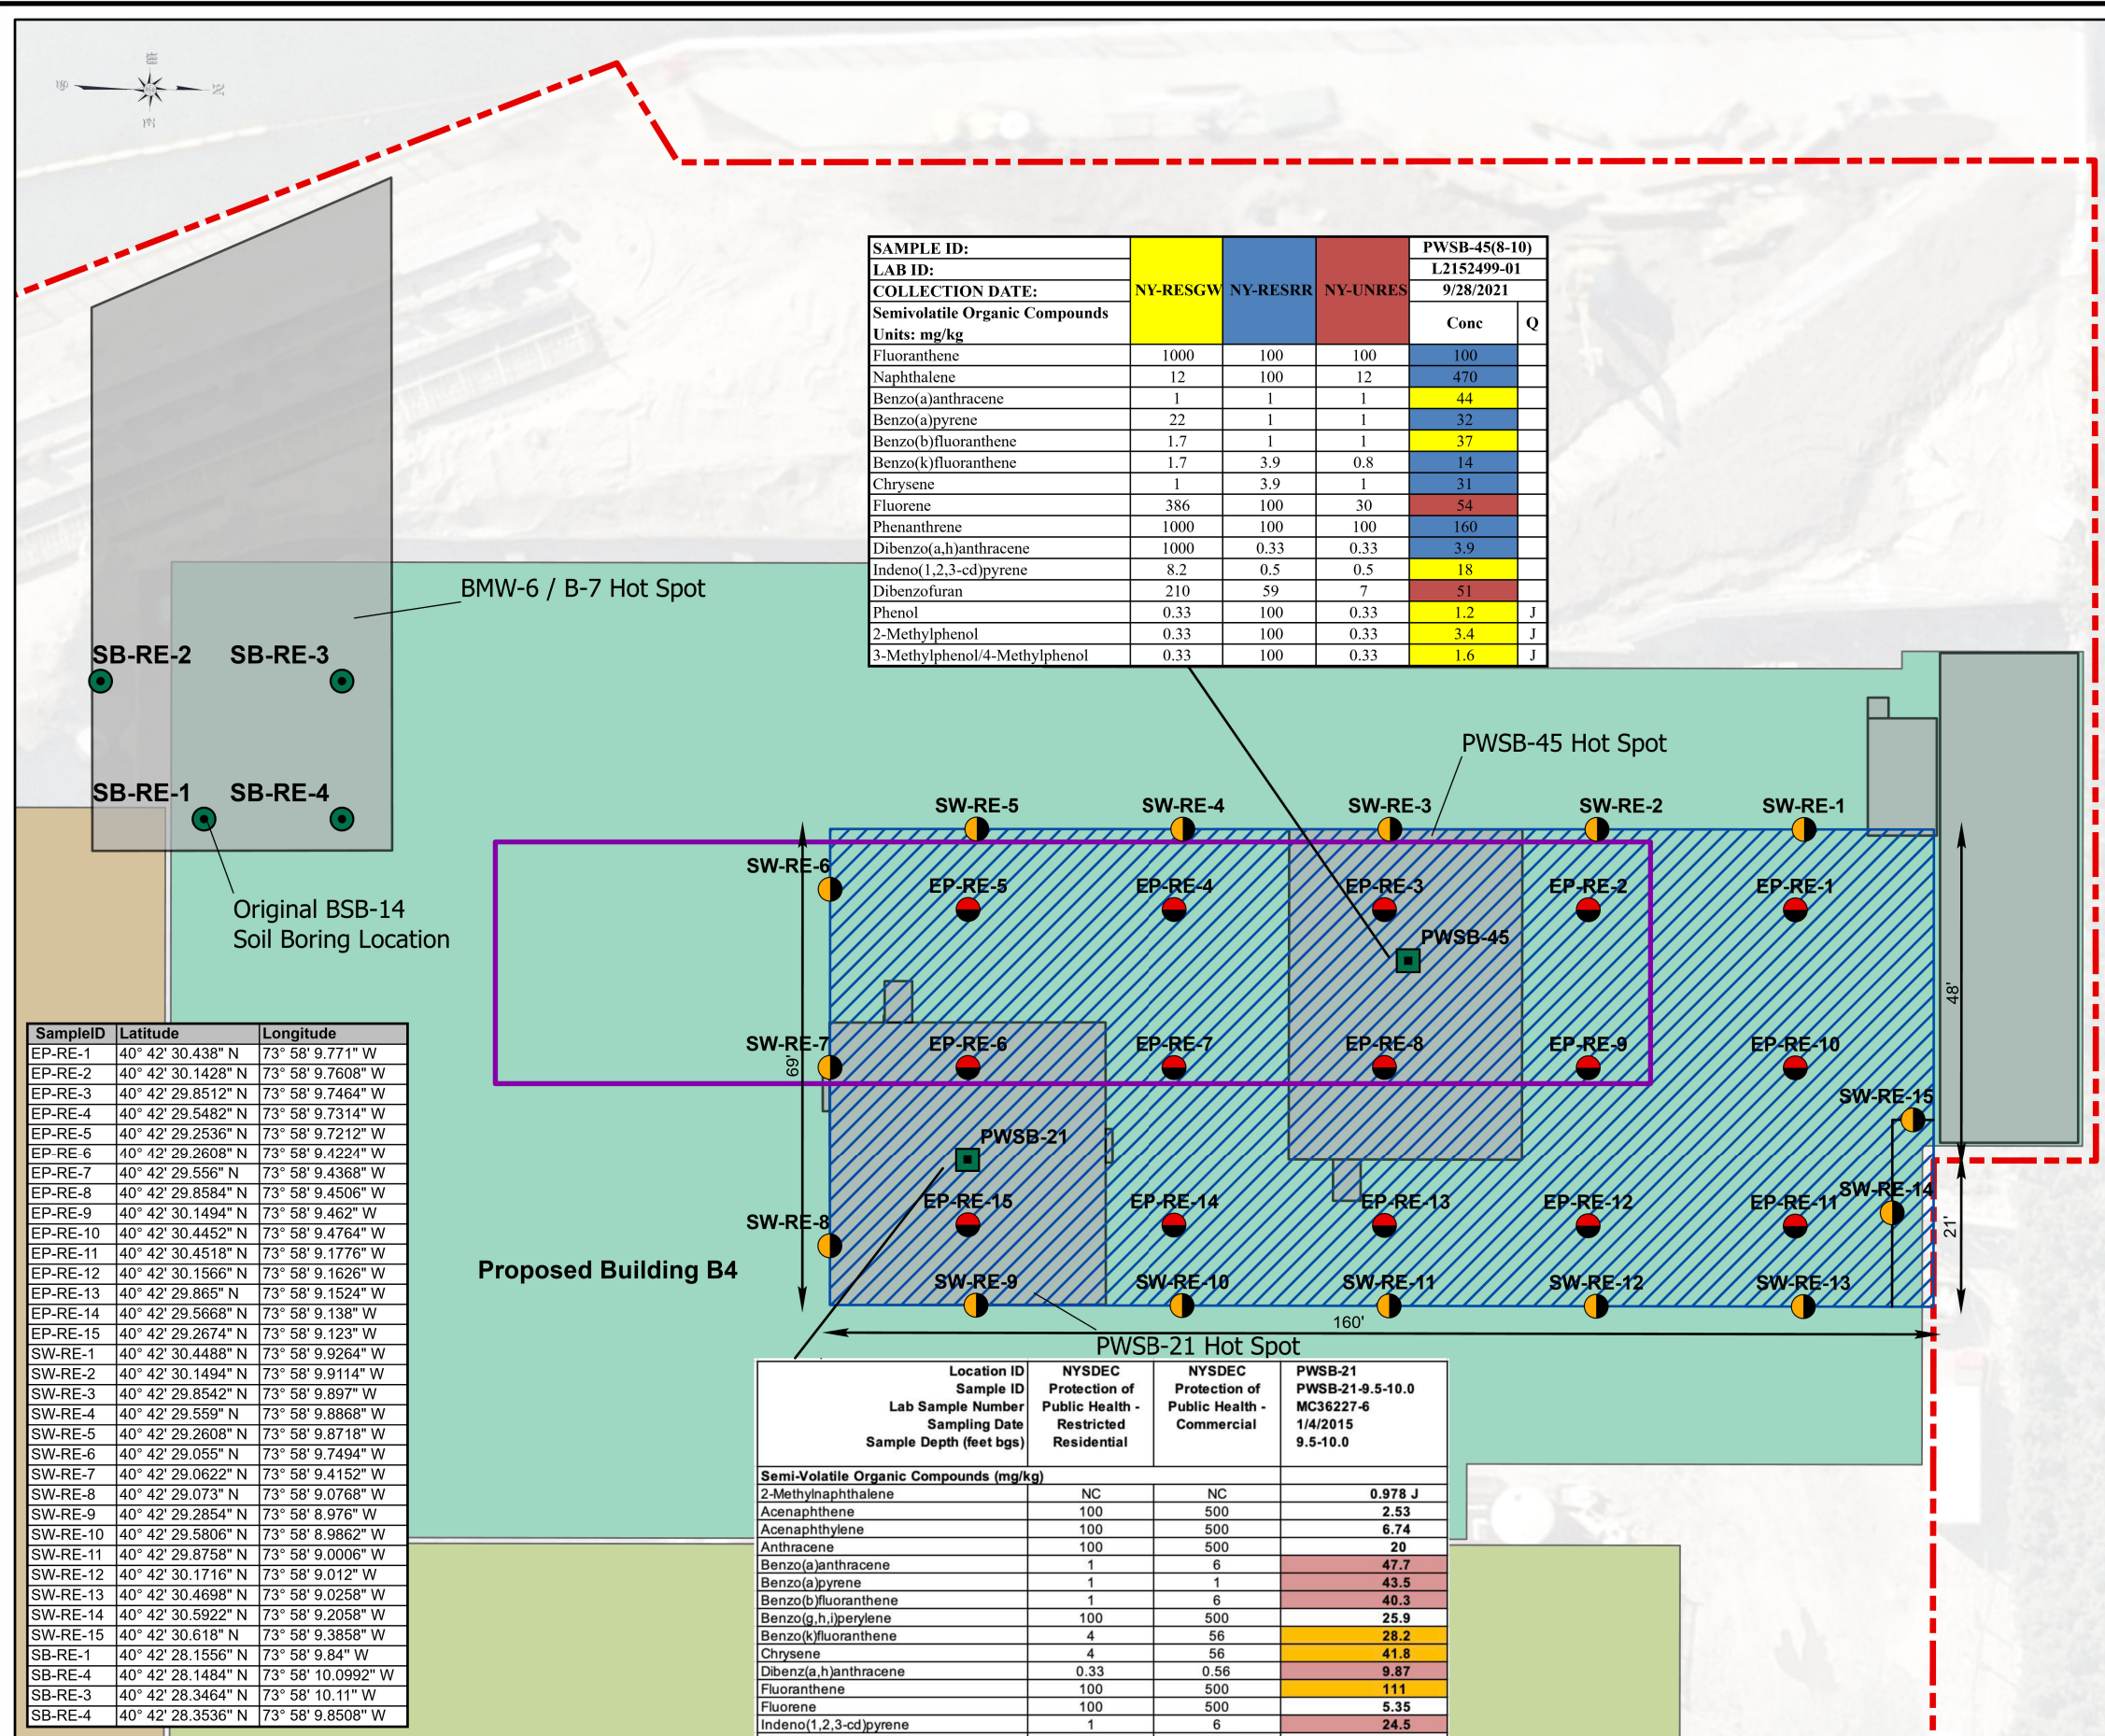 SAMPLE ID: NY-RESGW NY-RESRR NY-UNRES PWSB-45(8-10)
LAB ID: L2152499-01
COLLECTION DATE: 9/28/2021
Semivolatile Organic Compounds
Units: mg/kg Conc Q
Fluoranthene 1000 100 100 100
Naphthalene 12 100 12 470
Benzo(a)anthracene 1 1 1 44
Benzo(a)pyrene 22 1 1 32
Benzo(b)fluoranthene 1.7 1 1 37
Benzo(k)fluoranthene 1.7 3.9 0.8 14
Chrysene 1 3.9 1 31
Fluorene 386 100 30 54
Phenanthrene 1000 100 100 160
Dibenzo(a,h)anthracene 1000 0.33 0.33 3.9
Indeno(1,2,3-cd)pyrene 8.2 0.5 0.5 18
Dibenzofuran 210 59 7 51
Phenol 0.33 100 0.33 1.2 J
2-Methylphenol 0.33 100 0.33 3.4 J
3-Methylphenol/4-Methylphenol 0.33 100 0.33 1.6 J
BMW-6 / B-7 Hot Spot
SB-RE-2 SB-RE-3
SB-RE-1 SB-RE-4
Original BSB-14
Soil Boring Location
PWSB-45 Hot Spot
SW-RE-5 SW-RE-4 SW-RE-3 SW-RE-2 SW-RE-1
SW-RE-6
EP-RE-5 EP-RE-4 EP-RE-3 EP-RE-2 EP-RE-1
PWSB-45
48'
SW-RE-7 EP-RE-6 EP-RE-7 EP-RE-8 EP-RE-9 EP-RE-10
69'
SW-RE-15
PWSB-21
SW-RE-14
EP-RE-15 EP-RE-14 EP-RE-13 EP-RE-12 EP-RE-11
SW-RE-8
21'
Proposed Building B4
SW-RE-9 SW-RE-10 SW-RE-11 SW-RE-12 SW-RE-13
160'
PWSB-21 Hot Spot
SampleID Latitude Longitude
EP-RE-1 40° 42' 30.438" N 73° 58' 9.771" W
EP-RE-2 40° 42' 30.1428" N 73° 58' 9.7608" W
EP-RE-3 40° 42' 29.8512" N 73° 58' 9.7464" W
EP-RE-4 40° 42' 29.5482" N 73° 58' 9.7314" W
EP-RE-5 40° 42' 29.2536" N 73° 58' 9.7212" W
EP-RE-6 40° 42' 29.2608" N 73° 58' 9.4224" W
EP-RE-7 40° 42' 29.556" N 73° 58' 9.4368" W
EP-RE-8 40° 42' 29.8584" N 73° 58' 9.4506" W
EP-RE-9 40° 42' 30.1494" N 73° 58' 9.462" W
EP-RE-10 40° 42' 30.4452" N 73° 58' 9.4764" W
EP-RE-11 40° 42' 30.4518" N 73° 58' 9.1776" W
EP-RE-12 40° 42' 30.1566" N 73° 58' 9.1626" W
EP-RE-13 40° 42' 29.865" N 73° 58' 9.1524" W
EP-RE-14 40° 42' 29.5668" N 73° 58' 9.138" W
EP-RE-15 40° 42' 29.2674" N 73° 58' 9.123" W
SW-RE-1 40° 42' 30.4488" N 73° 58' 9.9264" W
SW-RE-2 40° 42' 30.1494" N 73° 58' 9.9114" W
SW-RE-3 40° 42' 29.8542" N 73° 58' 9.897" W
SW-RE-4 40° 42' 29.559" N 73° 58' 9.8868" W
SW-RE-5 40° 42' 29.2608" N 73° 58' 9.8718" W
SW-RE-6 40° 42' 29.055" N 73° 58' 9.7494" W
SW-RE-7 40° 42' 29.0622" N 73° 58' 9.4152" W
SW-RE-8 40° 42' 29.073" N 73° 58' 9.0768" W
SW-RE-9 40° 42' 29.2854" N 73° 58' 8.976" W
SW-RE-10 40° 42' 29.5806" N 73° 58' 8.9862" W
SW-RE-11 40° 42' 29.8758" N 73° 58' 9.0006" W
SW-RE-12 40° 42' 30.1716" N 73° 58' 9.012" W
SW-RE-13 40° 42' 30.4698" N 73° 58' 9.0258" W
SW-RE-14 40° 42' 30.5922" N 73° 58' 9.2058" W
SW-RE-15 40° 42' 30.618" N 73° 58' 9.3858" W
SB-RE-1 40° 42' 28.1556" N 73° 58' 9.84" W
SB-RE-4 40° 42' 28.1484" N 73° 58' 10.0992" W
SB-RE-3 40° 42' 28.3464" N 73° 58' 10.11" W
SB-RE-4 40° 42' 28.3536" N 73° 58' 9.8508" W
Location ID NYSDEC NYSDEC PWSB-21
Sample ID Protection of Protection of PWSB-21-9.5-10.0
Lab Sample Number Public Health - Public Health - MC36227-6
Sampling Date Restricted Commercial 1/4/2015
Sample Depth (feet bgs) Residential 9.5-10.0
Semi-Volatile Organic Compounds (mg/kg)
2-Methylnaphthalene NC NC 0.978 J
Acenaphthene 100 500 2.53
Acenaphthylene 100 500 6.74
Anthracene 100 500 20
Benzo(a)anthracene 1 6 47.7
Benzo(a)pyrene 1 1 43.5
Benzo(b)fluoranthene 1 6 40.3
Benzo(g,h,i)perylene 100 500 25.9
Benzo(k)fluoranthene 4 56 28.2
Chrysene 4 56 41.8
Dibenz(a,h)anthracene 0.33 0.56 9.87
Fluoranthene 100 500 111
Fluorene 100 500 5.35
Indeno(1,2,3-cd)pyrene 1 6 24.5